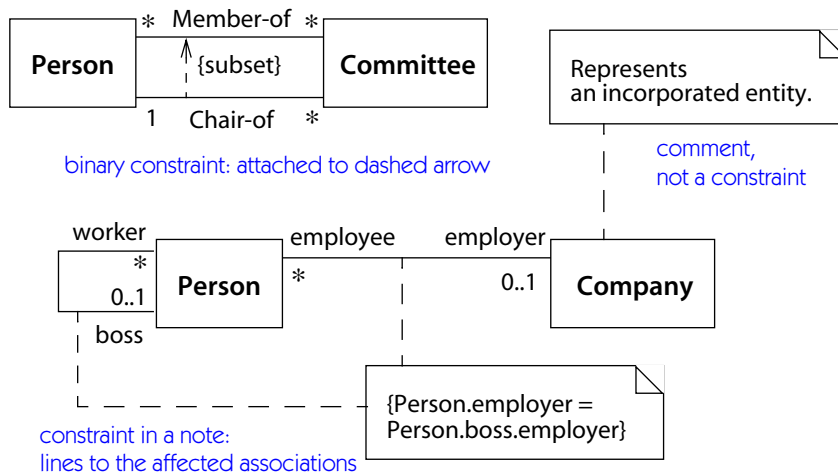 * Member-of *
Person
{subset}
Committee
1 Chair-of *
binary constraint: attached to dashed arrow
Represents
an incorporated entity.
comment,
not a constraint
worker
*
0..1
boss
Person
employee
*
employer
0..1
Company
{Person.employer =
Person.boss.employer}
constraint in a note:
lines to the affected associations